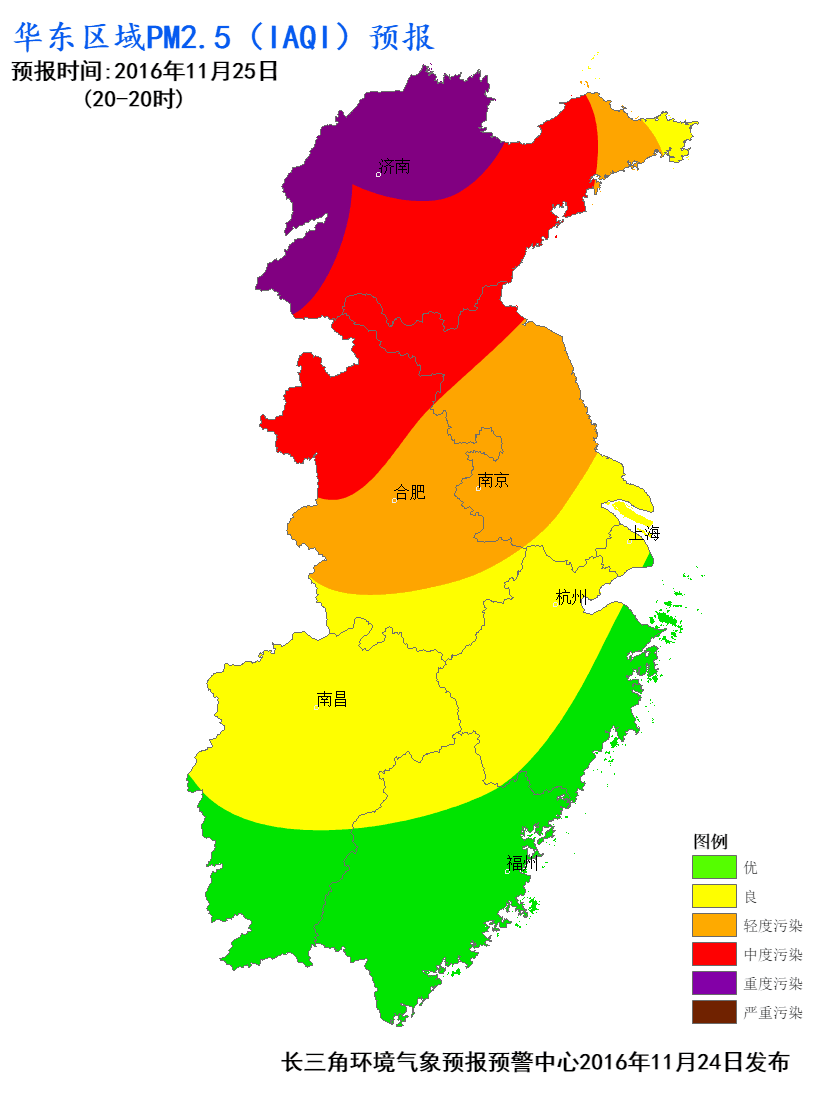 华东区域PM2.5（IAQI）预报
预报时间:2016年11月25日
(20-20时)
济南
南京
合肥
上海
杭州
南昌
福州
图例
优
良
轻度污染
中度污染
重度污染
严重污染
长三角环境气象预报预警中心2016年11月24日发布